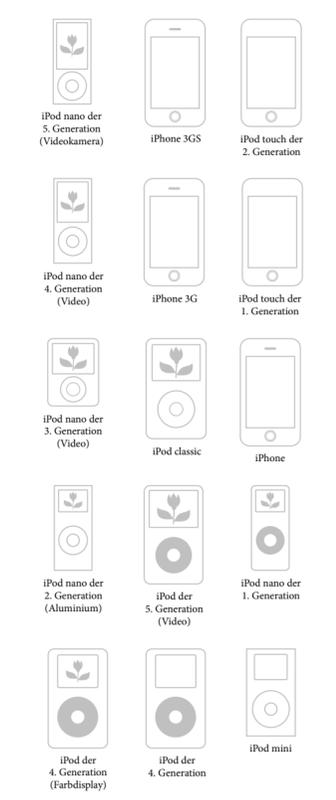 iPod nano der
5. Generation
(Videokamera)
iPhone 3GS
iPod touch der
2. Generation
iPod nano der
4. Generation
(Video)
iPhone 3G
iPod touch der
1. Generation
iPod nano der
3. Generation
(Video)
iPod classic
iPhone
iPod nano der
2. Generation
(Aluminium)
iPod der
5. Generation
(Video)
iPod nano der
1. Generation
iPod der
4. Generation
(Farbdisplay)
iPod der
4. Generation
iPod mini